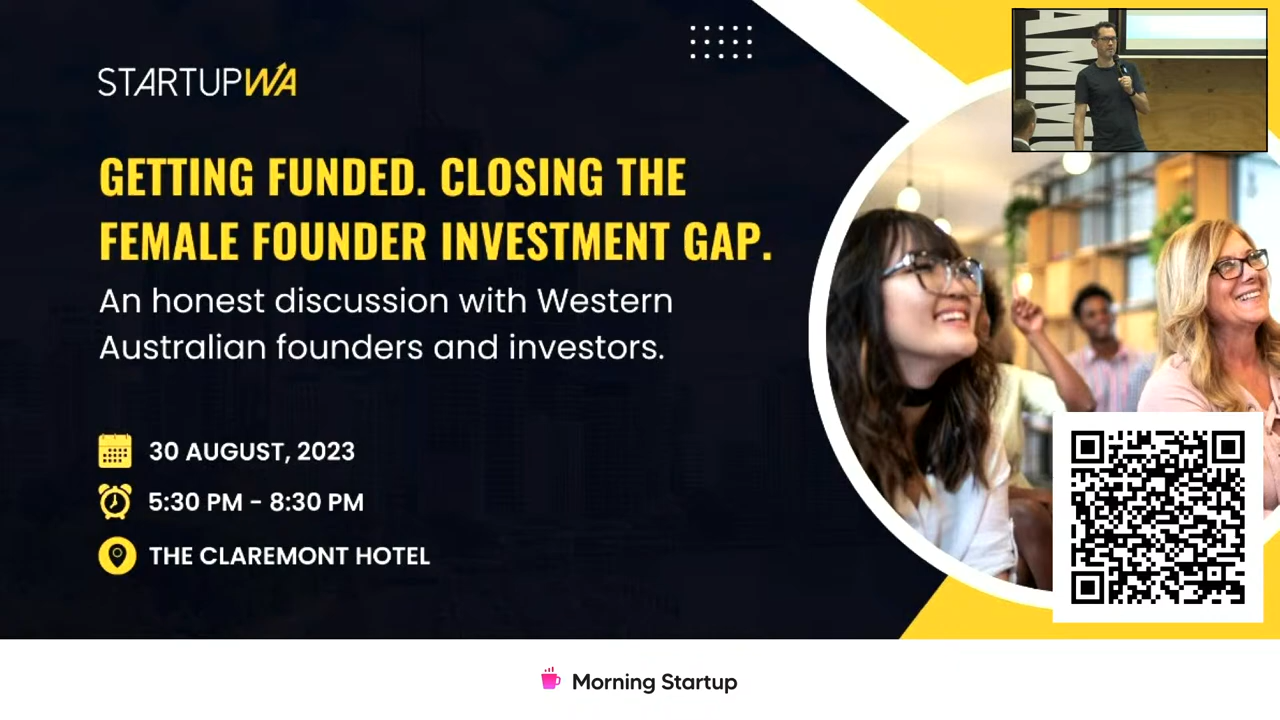 STARTUPWA
GETTING FUNDED. CLOSING THE
FEMALE FOUNDER INVESTMENT GAP.
An honest discussion with Western
Australian founders and investors.
30 AUGUST, 2023
5:30 PM - 8:30 PM
THE CLAREMONT HOTEL
Morning Startup